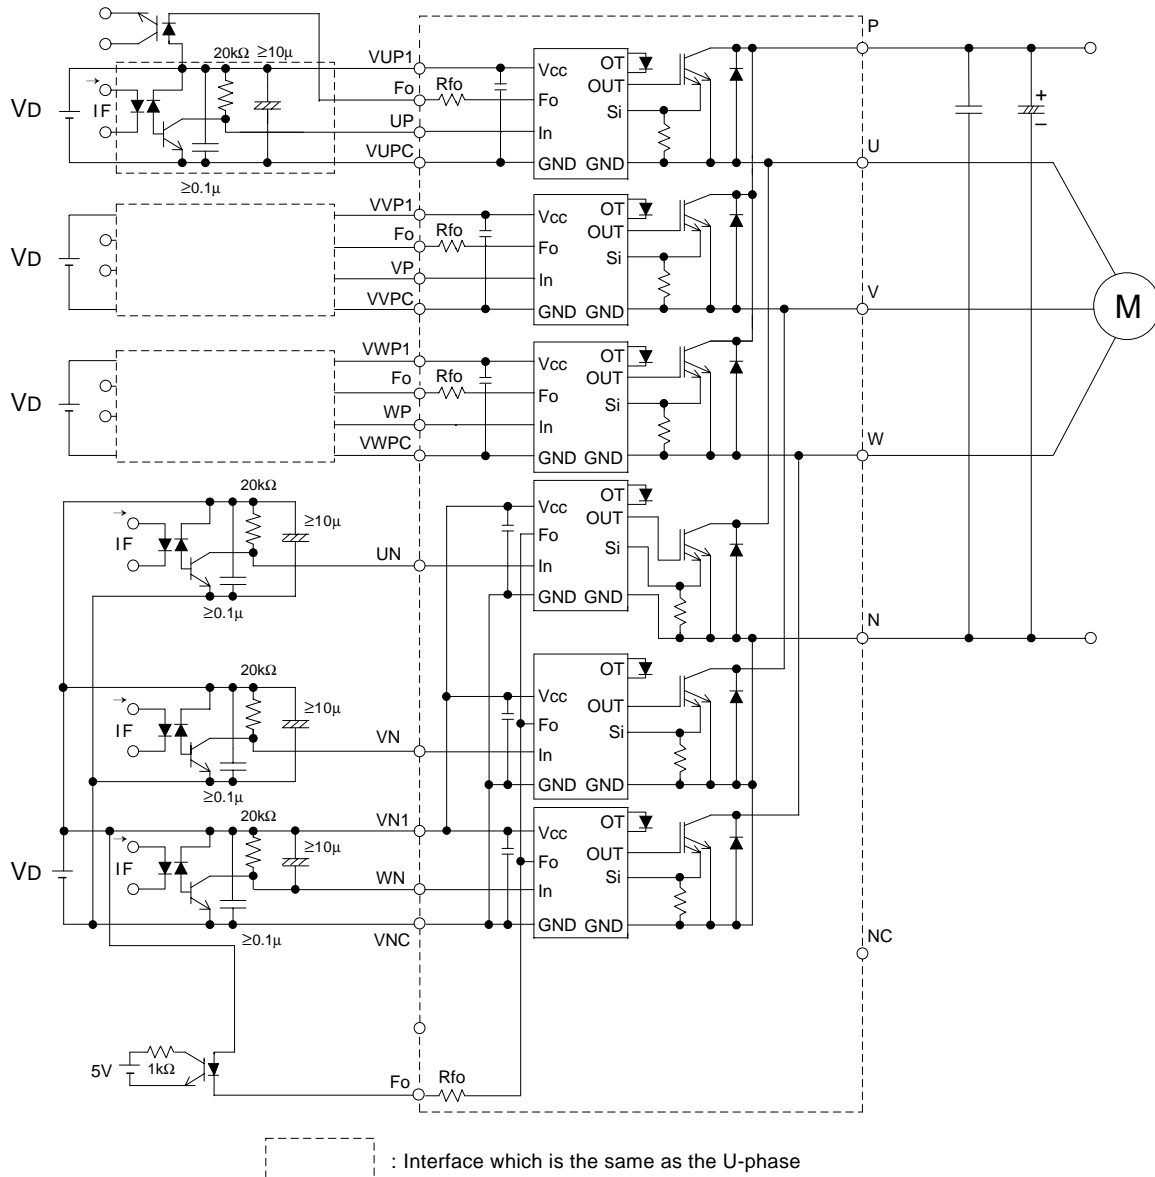 P
20kΩ ≥10μ
VUP1
Vcc
OT
Fo
Rfo
Fo
OUT
VD
IF
Si
+
–
UP
In
U
VUPC
GND GND
≥0.1μ
VVP1
Vcc
OT
Fo
Rfo
Fo
OUT
VD
VP
In
Si
V
VVPC
GND GND
M
VWP1
Vcc
OT
Fo
Rfo
Fo
OUT
VD
WP
In
Si
W
VWPC
GND GND
20kΩ
≥10μ
IF
UN
Vcc
OT
Fo
OUT
In
Si
GND GND
≥0.1μ
N
20kΩ
≥10μ
IF
VN
Vcc
OT
Fo
OUT
In
Si
GND GND
≥0.1μ
20kΩ
≥10μ
VN1
Vcc
OT
VD
IF
Fo
OUT
WN
In
Si
GND GND
≥0.1μ
VNC
NC
5V
1kΩ
Fo
Rfo
: Interface which is the same as the U-phase